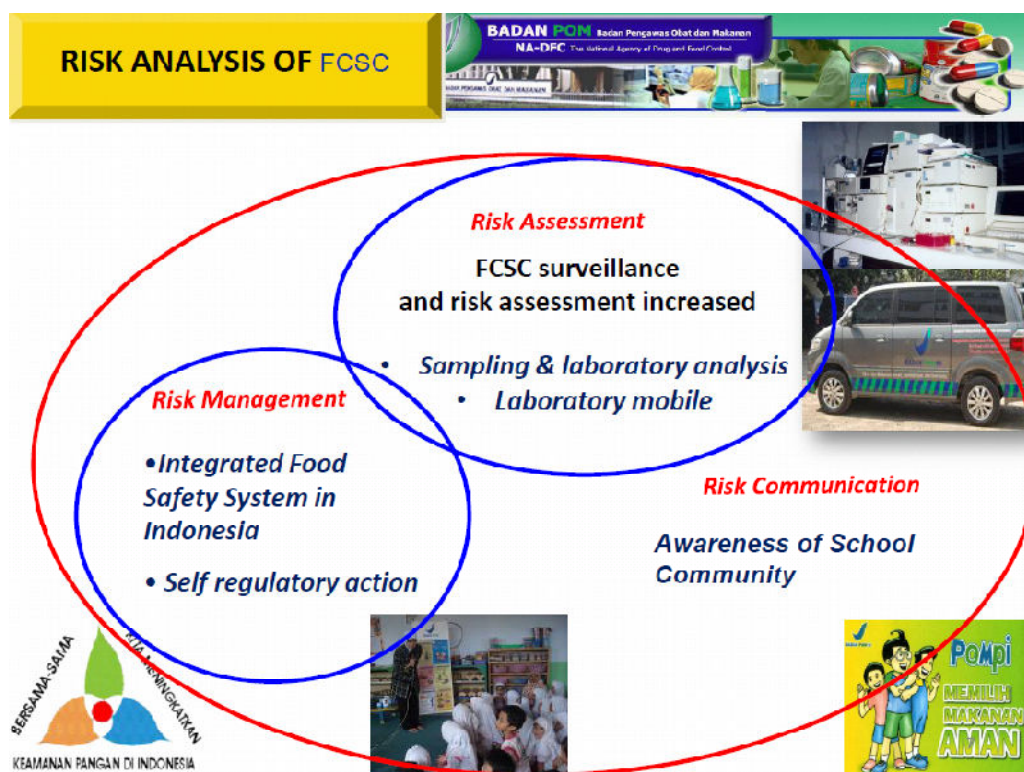 RISK ANALYSIS OF FCSC
BADAN POM Badan Pengawas Obat dan Makanan
NA-DFC The National Agency of Drug and Food Control
Risk Assessment
FCSC surveillance
and risk assessment increased
• Sampling & laboratory analysis
• Laboratory mobile
Risk Management
•Integrated Food
Safety System in
Indonesia
• Self regulatory action
Risk Communication
Awareness of School
Community
BERSAMA-SAMA
KITA MENINGKATKAN
KEAMANAN PANGAN DI INDONESIA
POMPi
MEMILIH
MAKANAN
AMAN